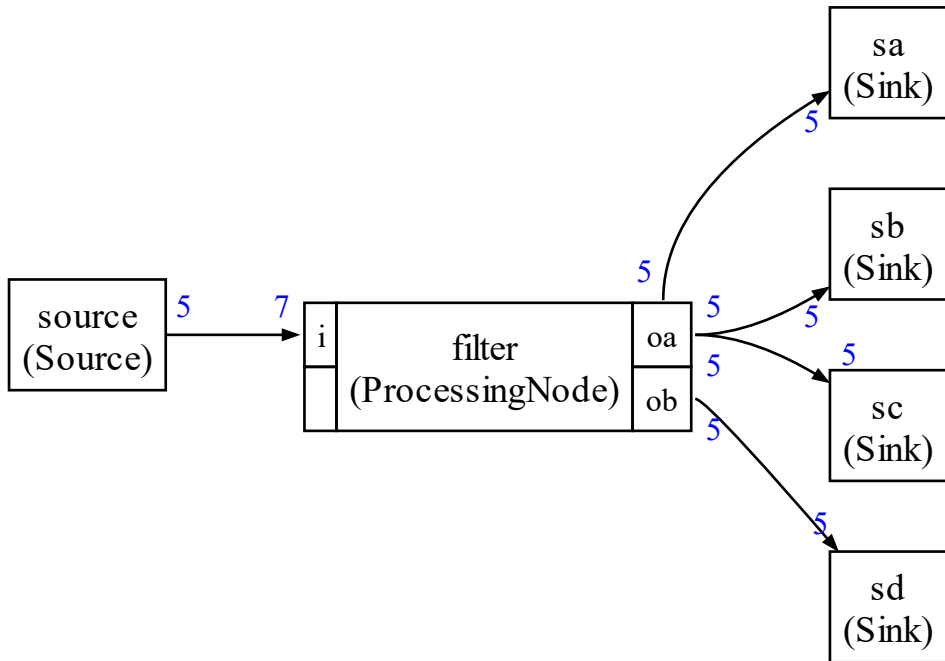 sa
(Sink)
5
sb
(Sink)
5
5
7
5
5
source
(Source)
i
filter
(ProcessingNode)
oa
ob
5
5
5
sc
(Sink)
5
sd
(Sink)